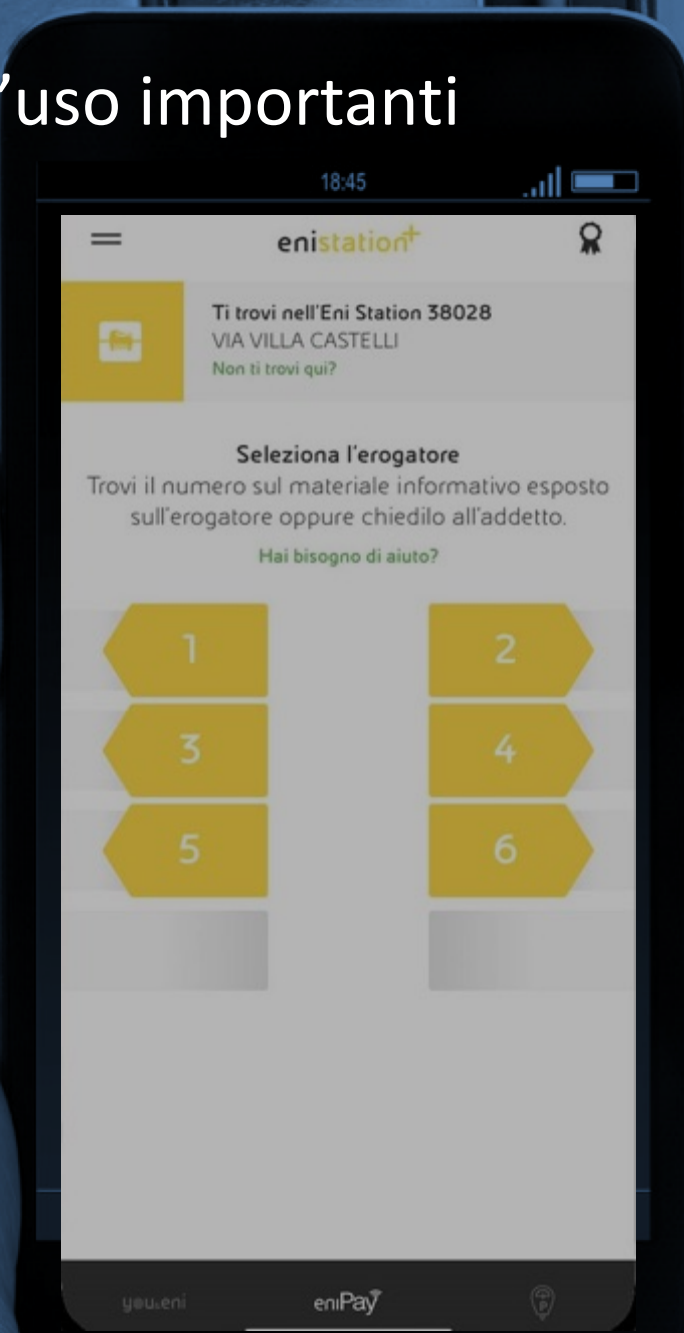 ’uso importanti
18:45
enistation+
Ti trovi nell'Eni Station 38028
VIA VILLA CASTELLI
Non ti trovi qui?
Seleziona l'erogatore
Trovi il numero sul materiale informativo esposto
sull'erogatore oppure chiedilo all'addetto.
Hai bisogno di aiuto?
1 2
3 4
5 6
you.eni eniPay P